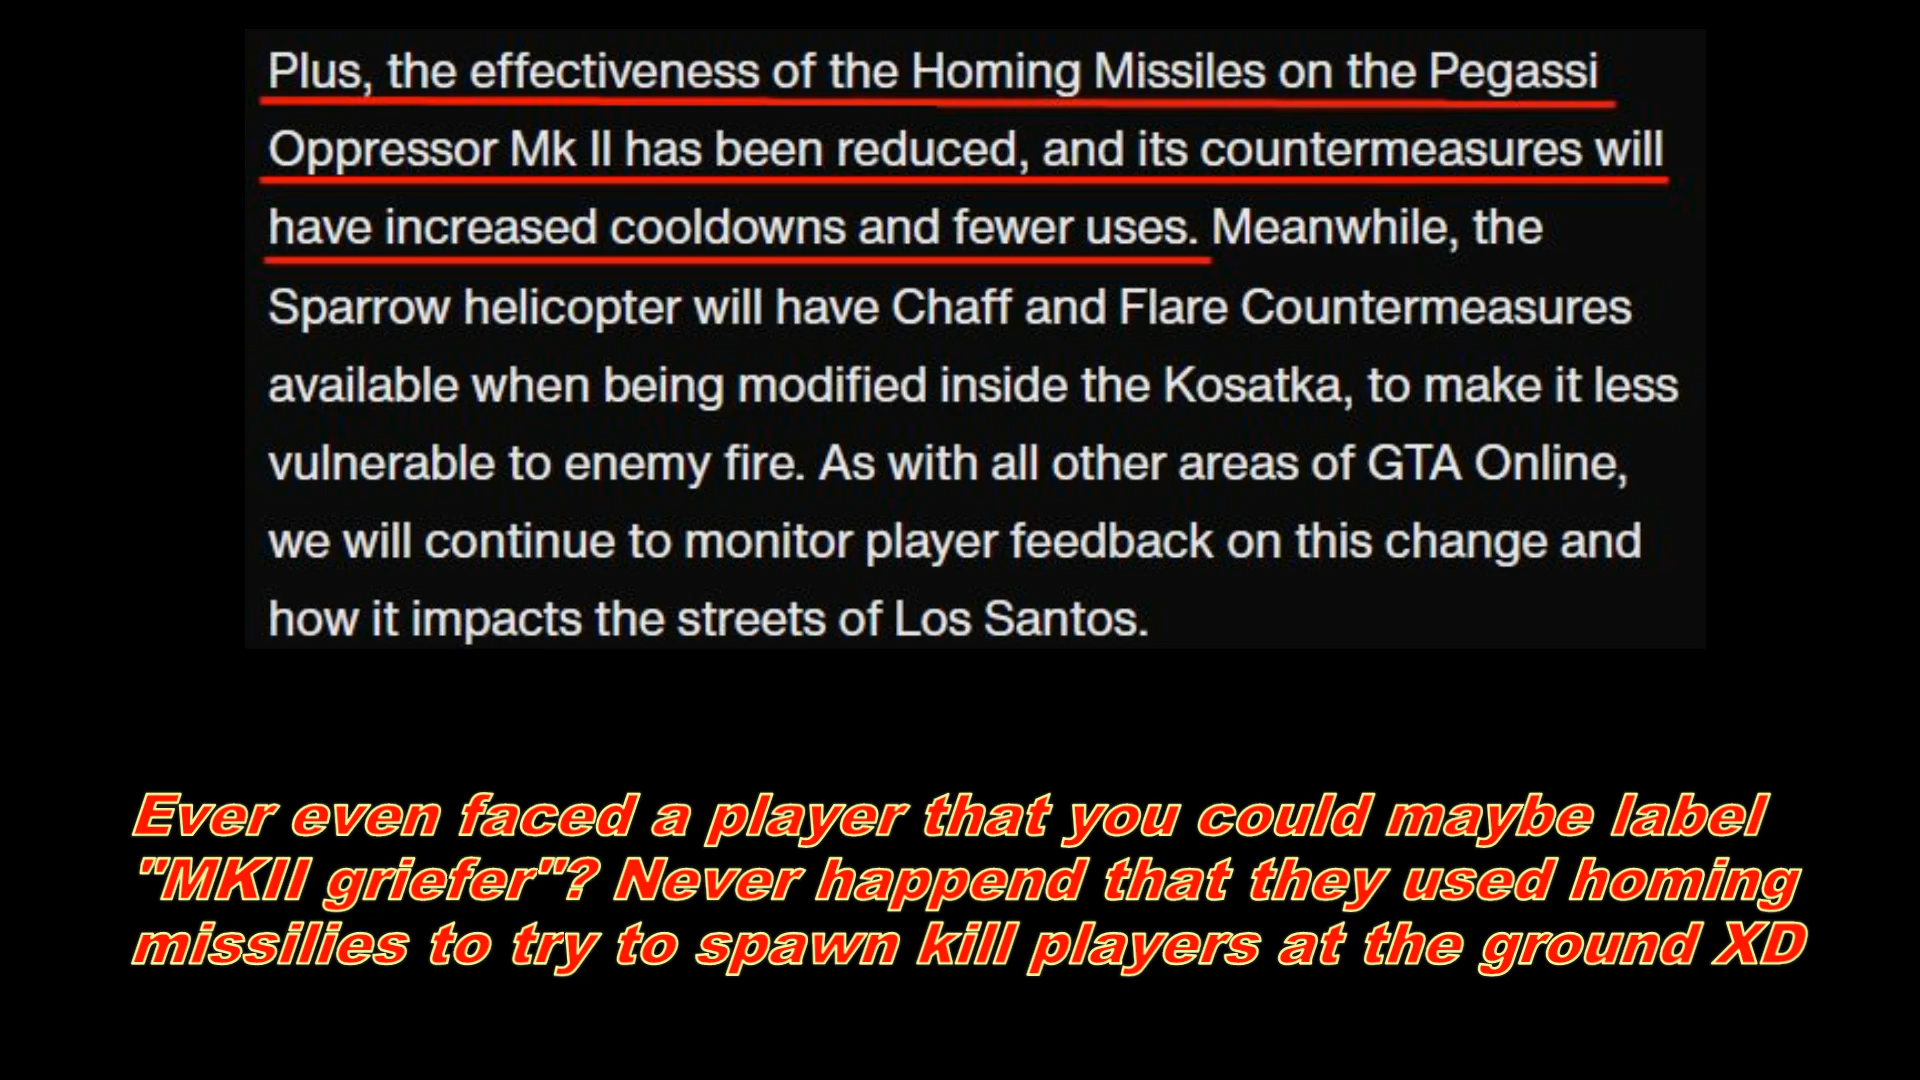 Plus, the effectiveness of the Homing Missiles on the Pegassi
Oppressor Mk II has been reduced, and its countermeasures will
have increased cooldowns and fewer uses. Meanwhile, the
Sparrow helicopter will have Chaff and Flare Countermeasures
available when being modified inside the Kosatka, to make it less
vulnerable to enemy fire. As with all other areas of GTA Online,
we will continue to monitor player feedback on this change and
how it impacts the streets of Los Santos.
Ever even faced a player that you could maybe label
"MKII griefer"? Never happend that they used homing
missilies to try to spawn kill players at the ground XD